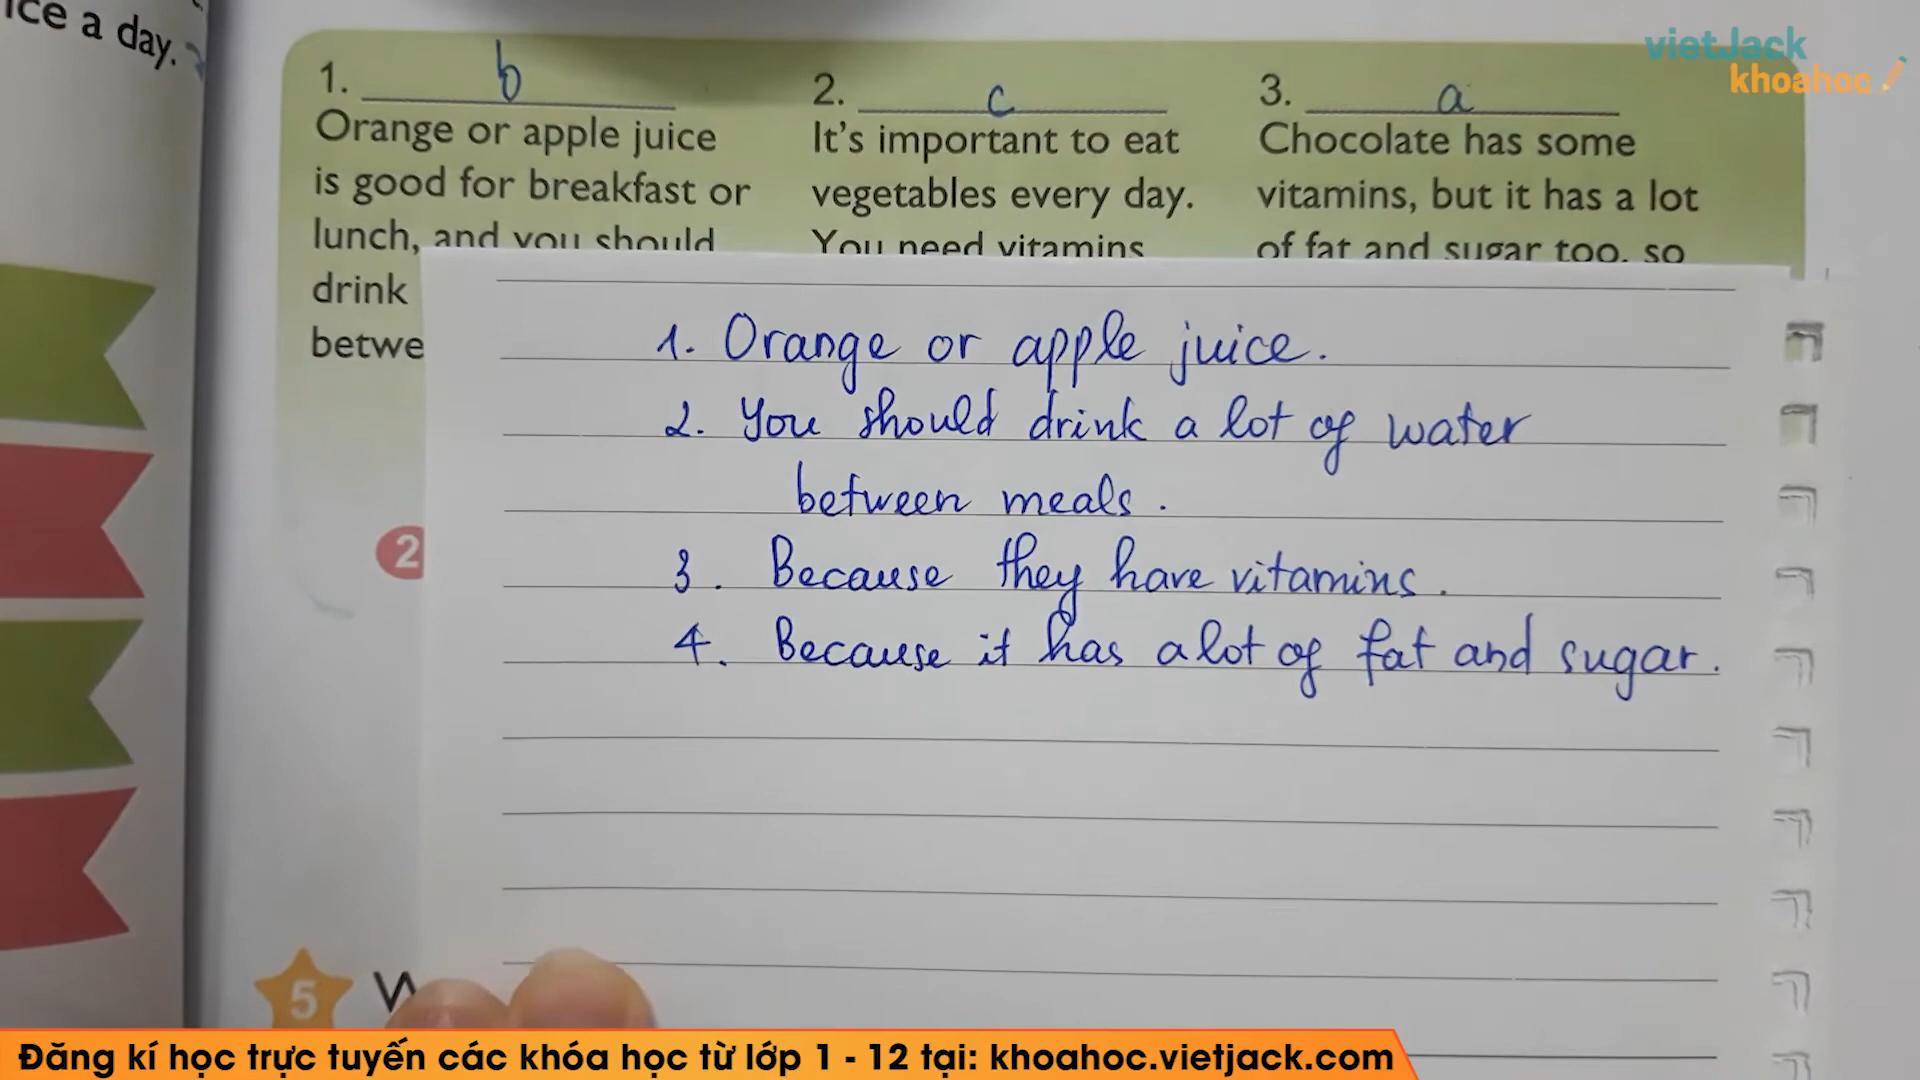 ice a day.
vietJack
khoahoc
1. b
Orange or apple juice
is good for breakfast or
lunch, and you should
drink
betwe
2. c
It's important to eat
vegetables every day.
You need vitamins
3. a
Chocolate has some
vitamins, but it has a lot
of fat and sugar too, so
1. Orange or apple juice.
2. You should drink a lot of water
between meals.
3. Because they have vitamins.
4. Because it has a lot of fat and sugar.
2
5 W
Đăng kí học trực tuyến các khóa học từ lớp 1 - 12 tại: khoahoc.vietjack.com